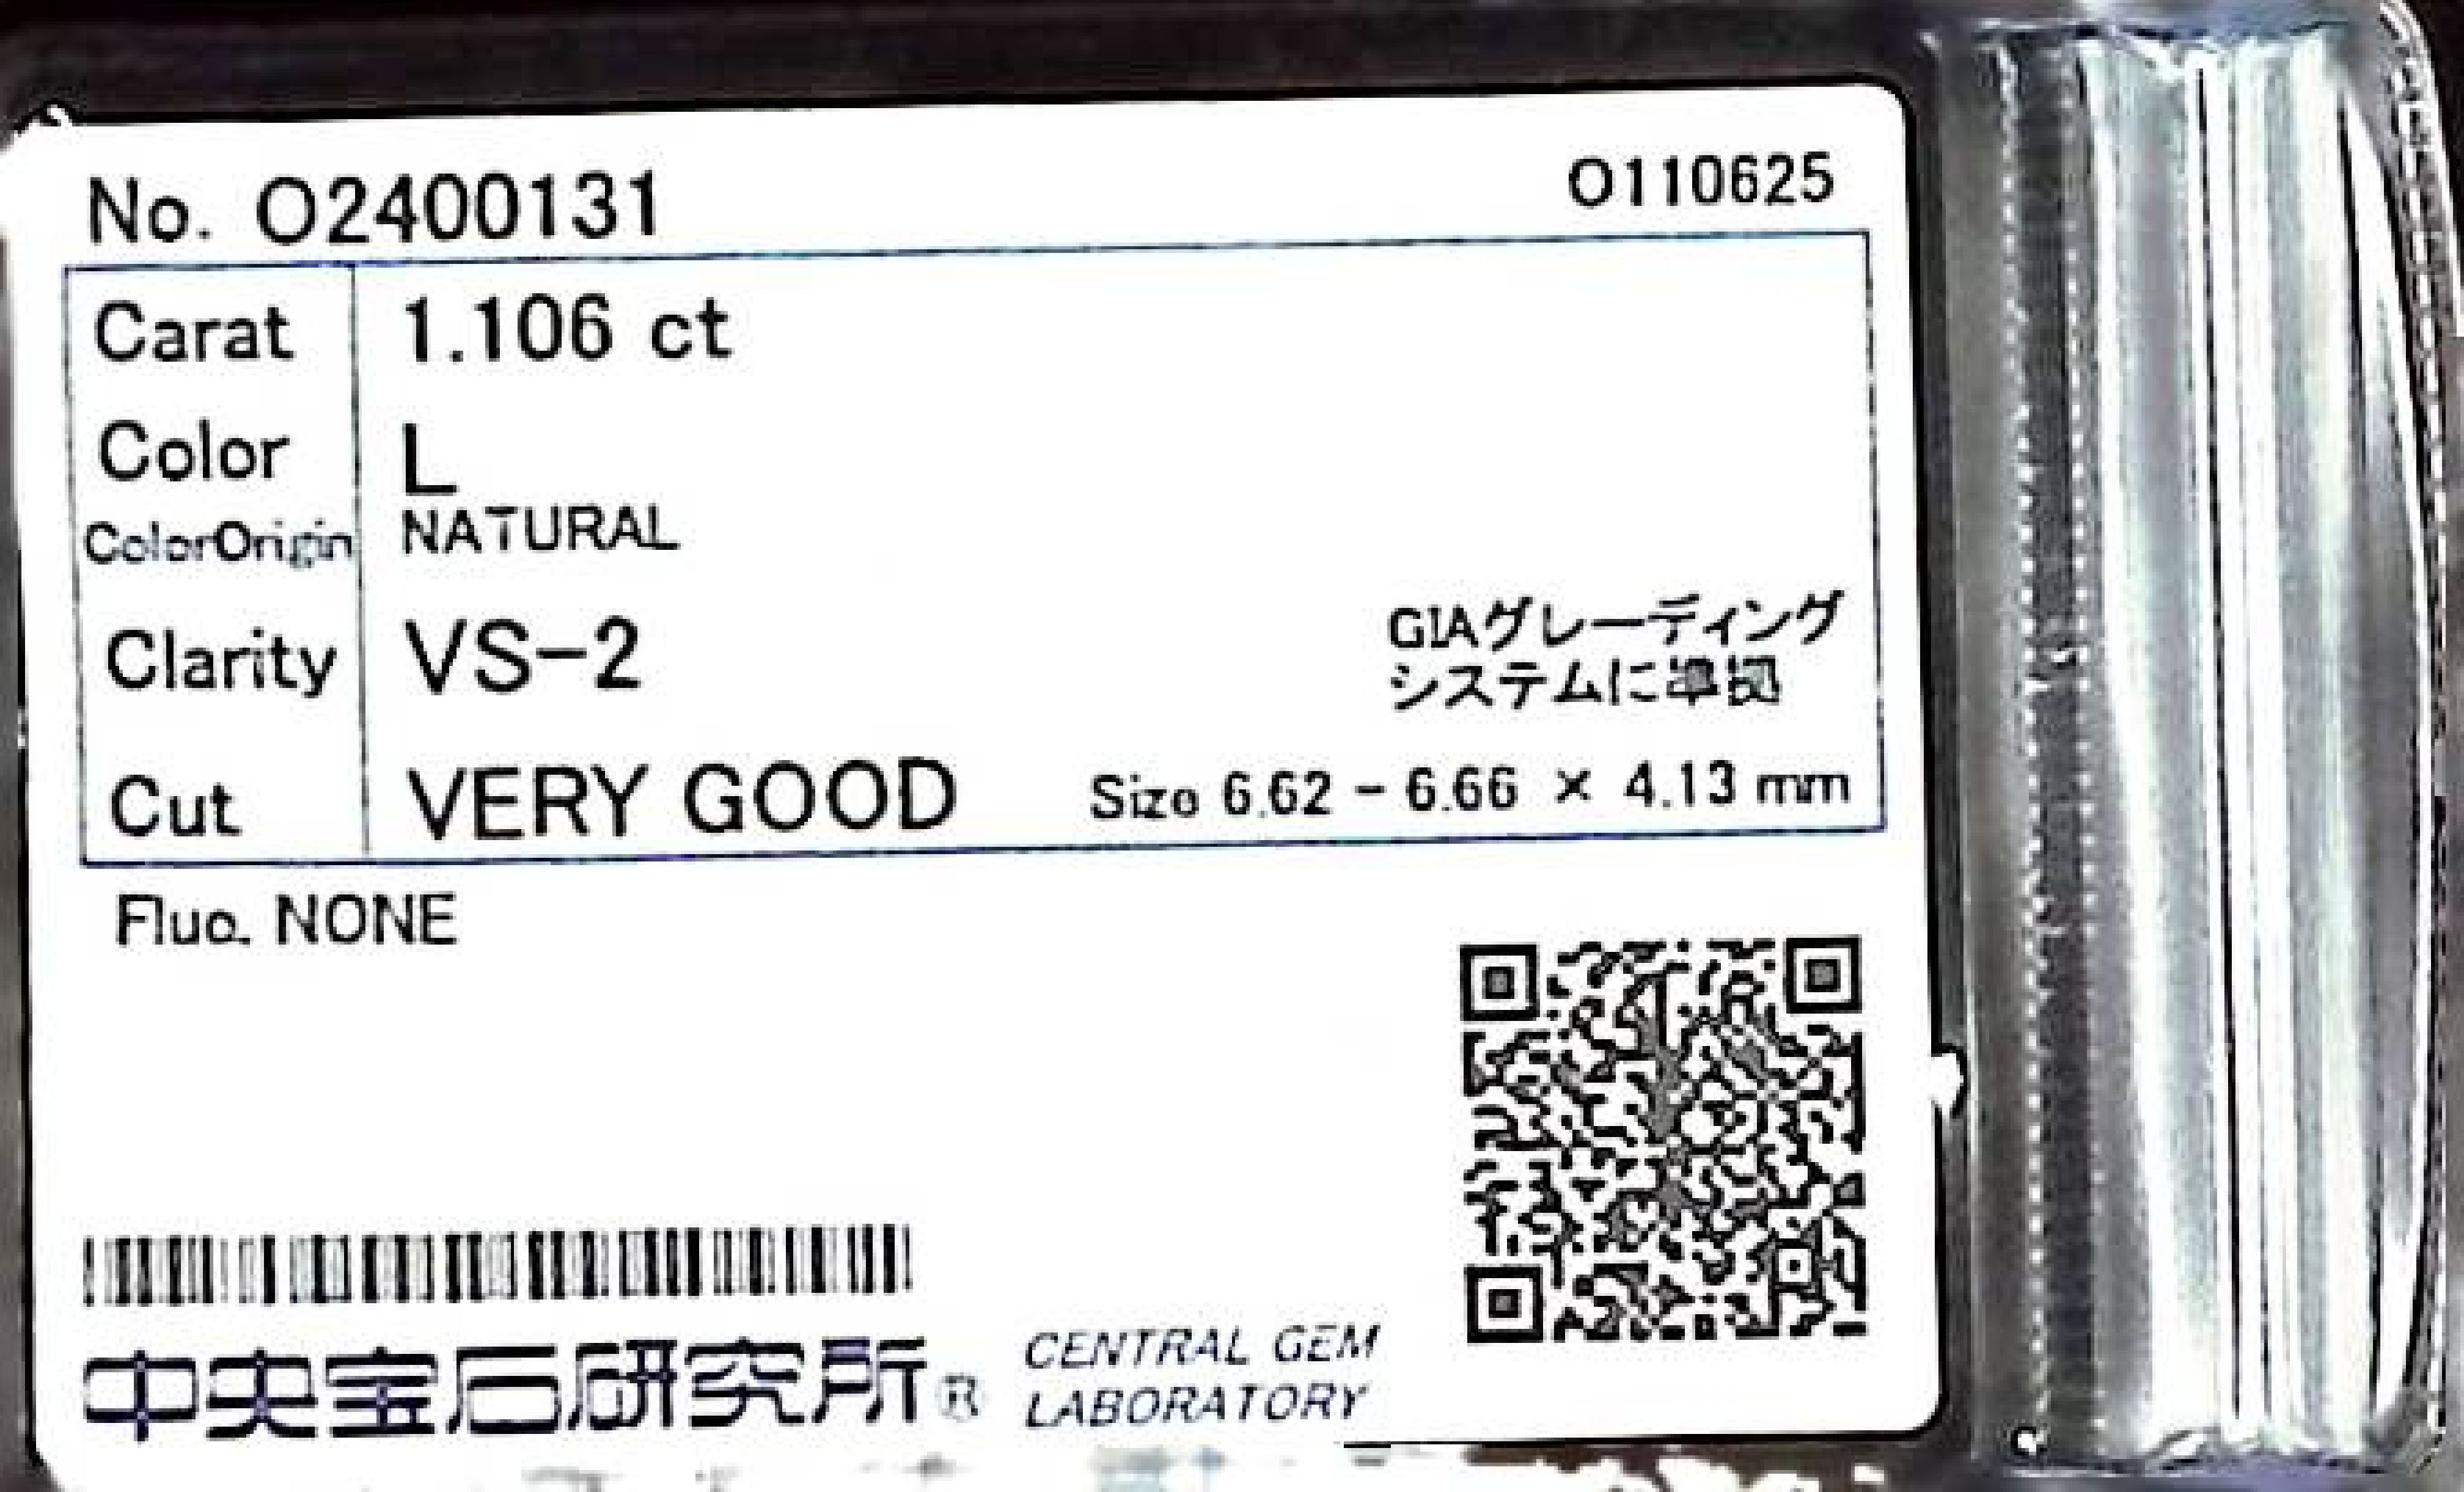 No. O2400131
O110625
Carat 1.106 ct
Color L
ColorOrigin NATURAL
Clarity VS-2
GIAグレーディング
システムに準拠
Cut VERY GOOD Size 6.62 - 6.66 × 4.13 mm
Fluo. NONE
中央宝石研究所®
CENTRAL GEM
LABORATORY